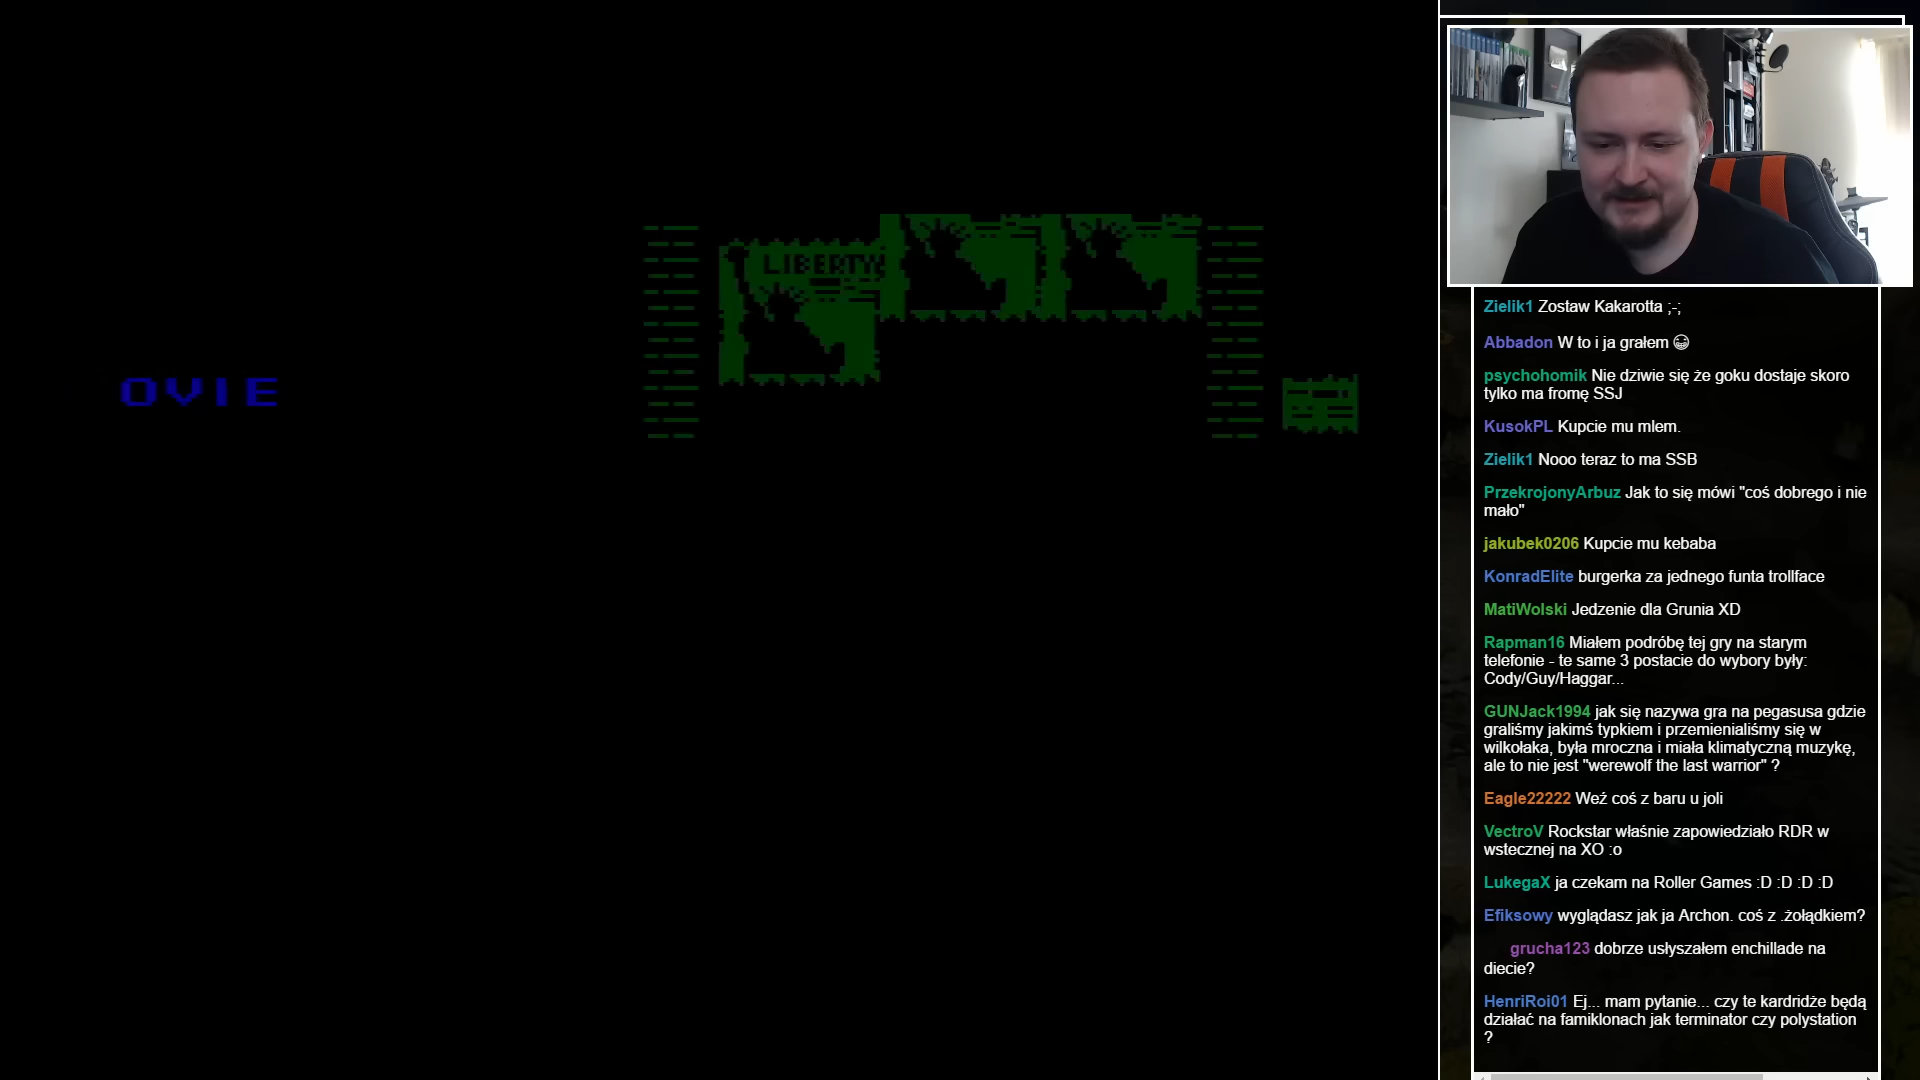 LIBERTY
OVIE
Zielik1 Zostaw Kakarotta ;-;
Abbadon W to i ja grałem 😂
psychohomik Nie dziwie się że goku dostaje skoro
tylko ma fromę SSJ
KusokPL Kupcie mu mlem.
Zielik1 Nooo teraz to ma SSB
PrzekrojonyArbuz Jak to się mówi "coś dobrego i nie
mało"
jakubek0206 Kupcie mu kebaba
KonradElite burgerka za jednego funta trollface
MatiWolski Jedzenie dla Grunia XD
Rapman16 Miałem podróbę tej gry na starym
telefonie - te same 3 postacie do wybory były:
Cody/Guy/Haggar...
GUNJack1994 jak się nazywa gra na pegasusa gdzie
graliśmy jakimś typkiem i przemienialiśmy się w
wilkołaka, była mroczna i miała klimatyczną muzykę,
ale to nie jest "werewolf the last warrior" ?
Eagle22222 Weź coś z baru u joli
VectroV Rockstar właśnie zapowiedziało RDR w
wstecznej na XO :o
LukegaX ja czekam na Roller Games :D :D :D :D
Efiksowy wyglądasz jak ja Archon. coś z .żołądkiem?
grucha123 dobrze usłyszałem enchillade na
diecie?
HenriRoi01 Ej... mam pytanie... czy te kardridże będą
działać na famiklonach jak terminator czy polystation
?